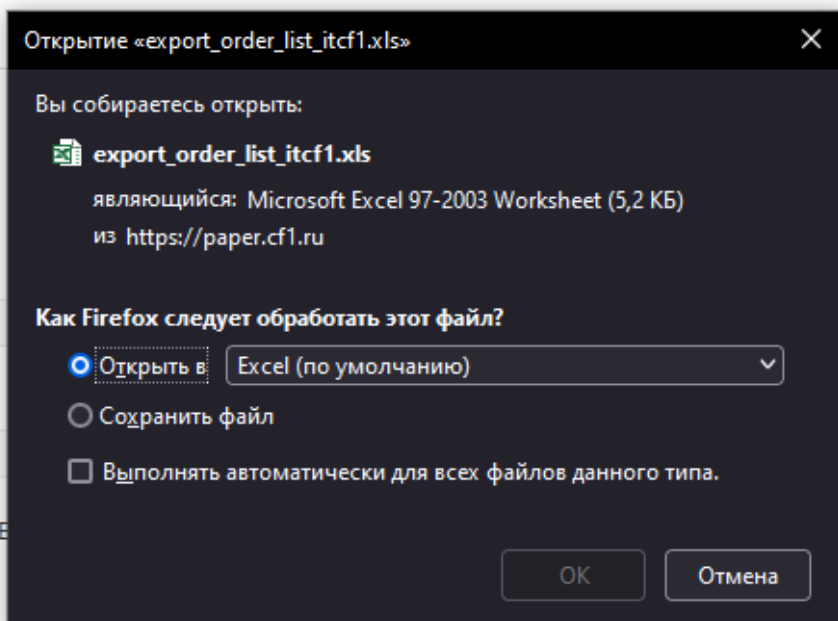 Открытие «export_order_list_itcf1.xls»
Вы собираетесь открыть:
export_order_list_itcf1.xls
являющийся: Microsoft Excel 97-2003 Worksheet (5,2 КБ)
из https://paper.cf1.ru
Как Firefox следует обработать этот файл?
Открыть в Excel (по умолчанию)
Сохранить файл
Выполнять автоматически для всех файлов данного типа.
ОК Отмена